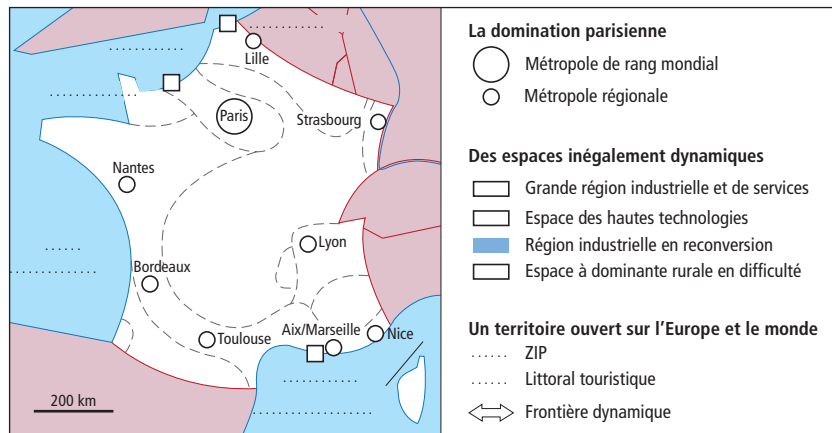 Lille
Paris
Strasbourg
Nantes
Lyon
Bordeaux
Toulouse
Aix/Marseille
Nice
200 km
La domination parisienne
Métropole de rang mondial
Métropole régionale
Des espaces inégalement dynamiques
Grande région industrielle et de services
Espace des hautes technologies
Région industrielle en reconversion
Espace à dominante rurale en difficulté
Un territoire ouvert sur l’Europe et le monde
ZIP
Littoral touristique
Frontière dynamique